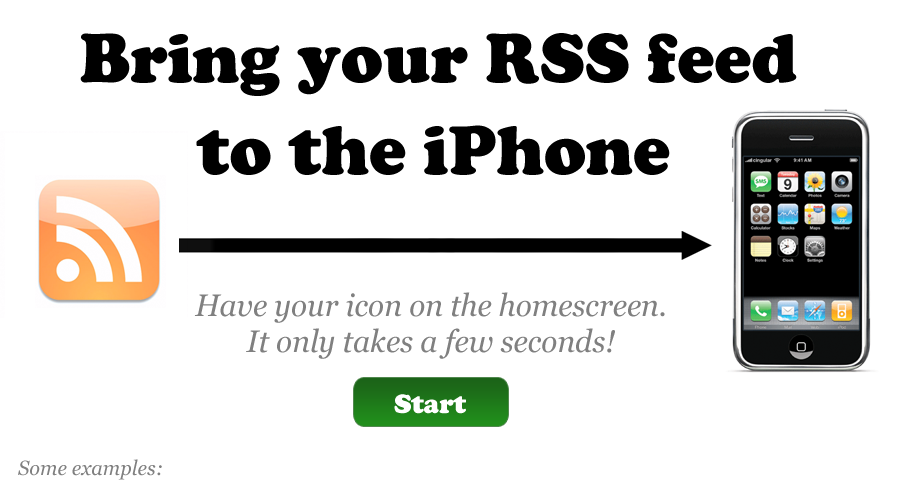 Bring your RSS feed
to the iPhone
cingular 9:41 AM
SMS 9
Text Calendar Photos Camera
Calculator Stocks Maps Weather
Notes Clock Settings
Have your icon on the homescreen.
It only takes a few seconds!
Start
Some examples: